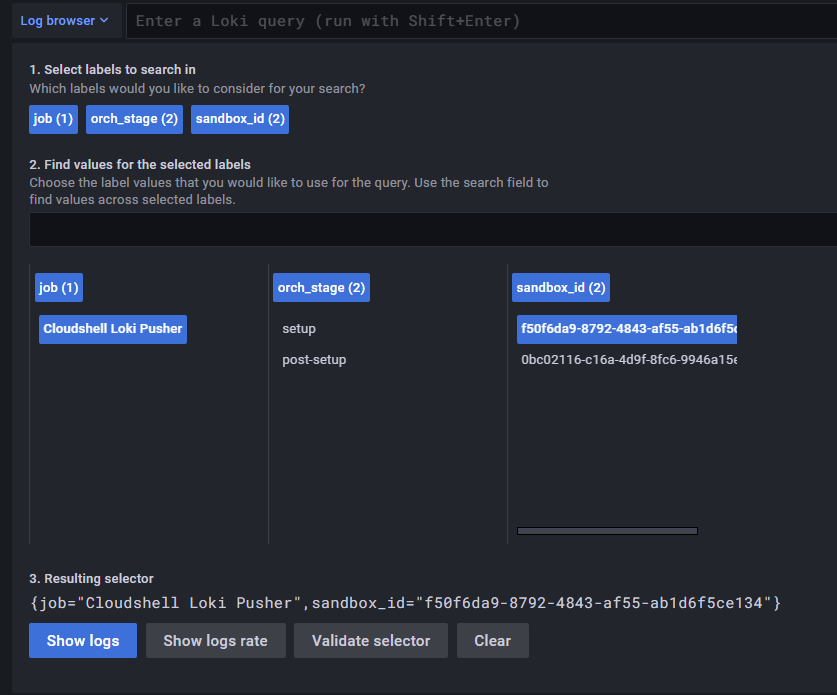 Log browser
Enter a Loki query (run with Shift+Enter)
1. Select labels to search in
Which labels would you like to consider for your search?
job (1) orch_stage (2) sandbox_id (2)
2. Find values for the selected labels
Choose the label values that you would like to use for the query. Use the search field to
find values across selected labels.
job (1) orch_stage (2) sandbox_id (2)
Cloudshell Loki Pusher setup f50f6da9-8792-4843-af55-ab1d6f5c
post-setup 0bc02116-c16a-4d9f-8fc6-9946a15e
3. Resulting selector
{job="Cloudshell Loki Pusher",sandbox_id="f50f6da9-8792-4843-af55-ab1d6f5ce134"}
Show logs Show logs rate Validate selector Clear